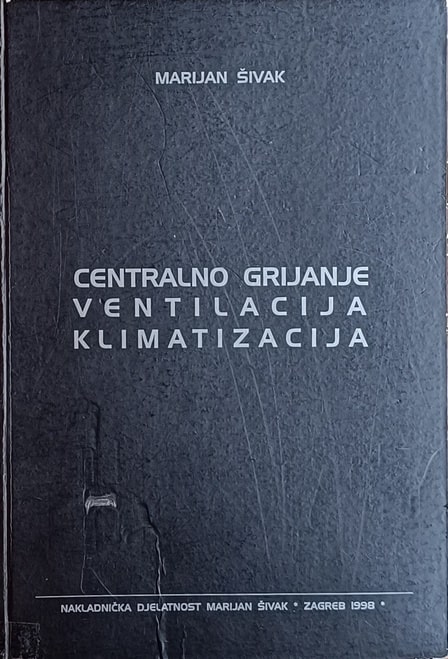 MARIJAN ŠIVAK
CENTRALNO GRIJANJE
VENTILACIJA
KLIMATIZACIJA
NAKLADNIČKA DJELATNOST MARIJAN ŠIVAK * ZAGREB 1998 *